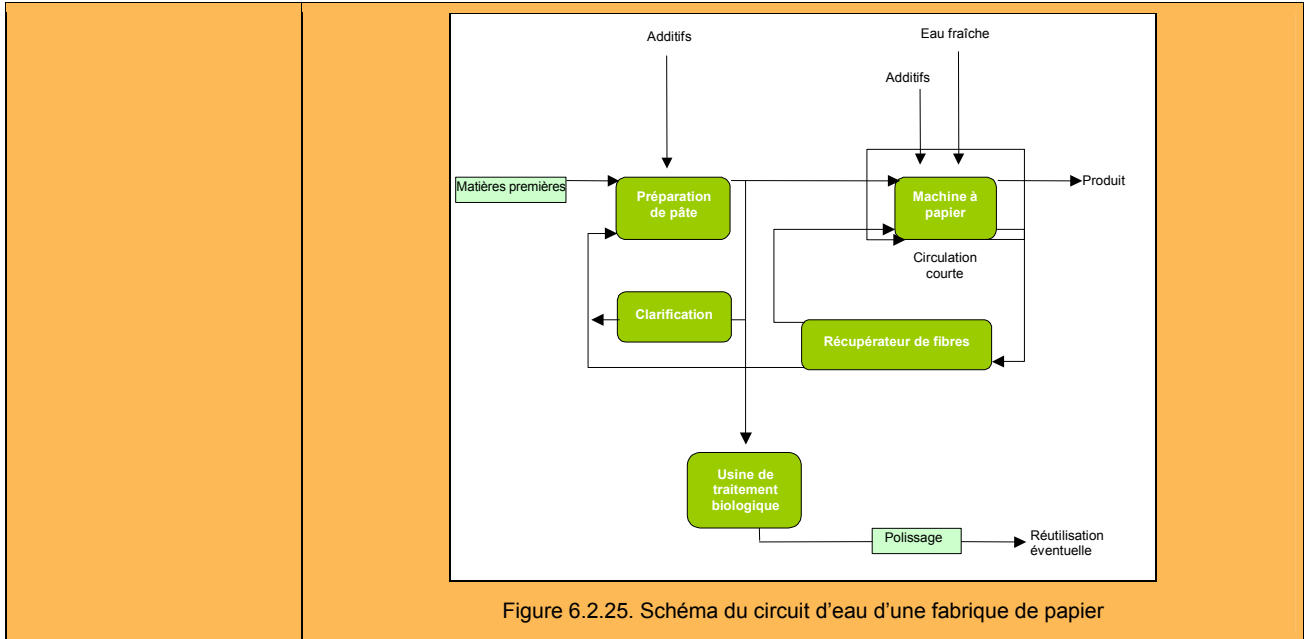 Additifs
Eau fraîche
Additifs
Matières premières
Préparation
de pâte
Machine à
papier
Produit
Circulation
courte
Clarification
Récupérateur de fibres
Usine de
traitement
biologique
Polissage
Réutilisation
éventuelle
Figure 6.2.25. Schéma du circuit d’eau d’une fabrique de papier